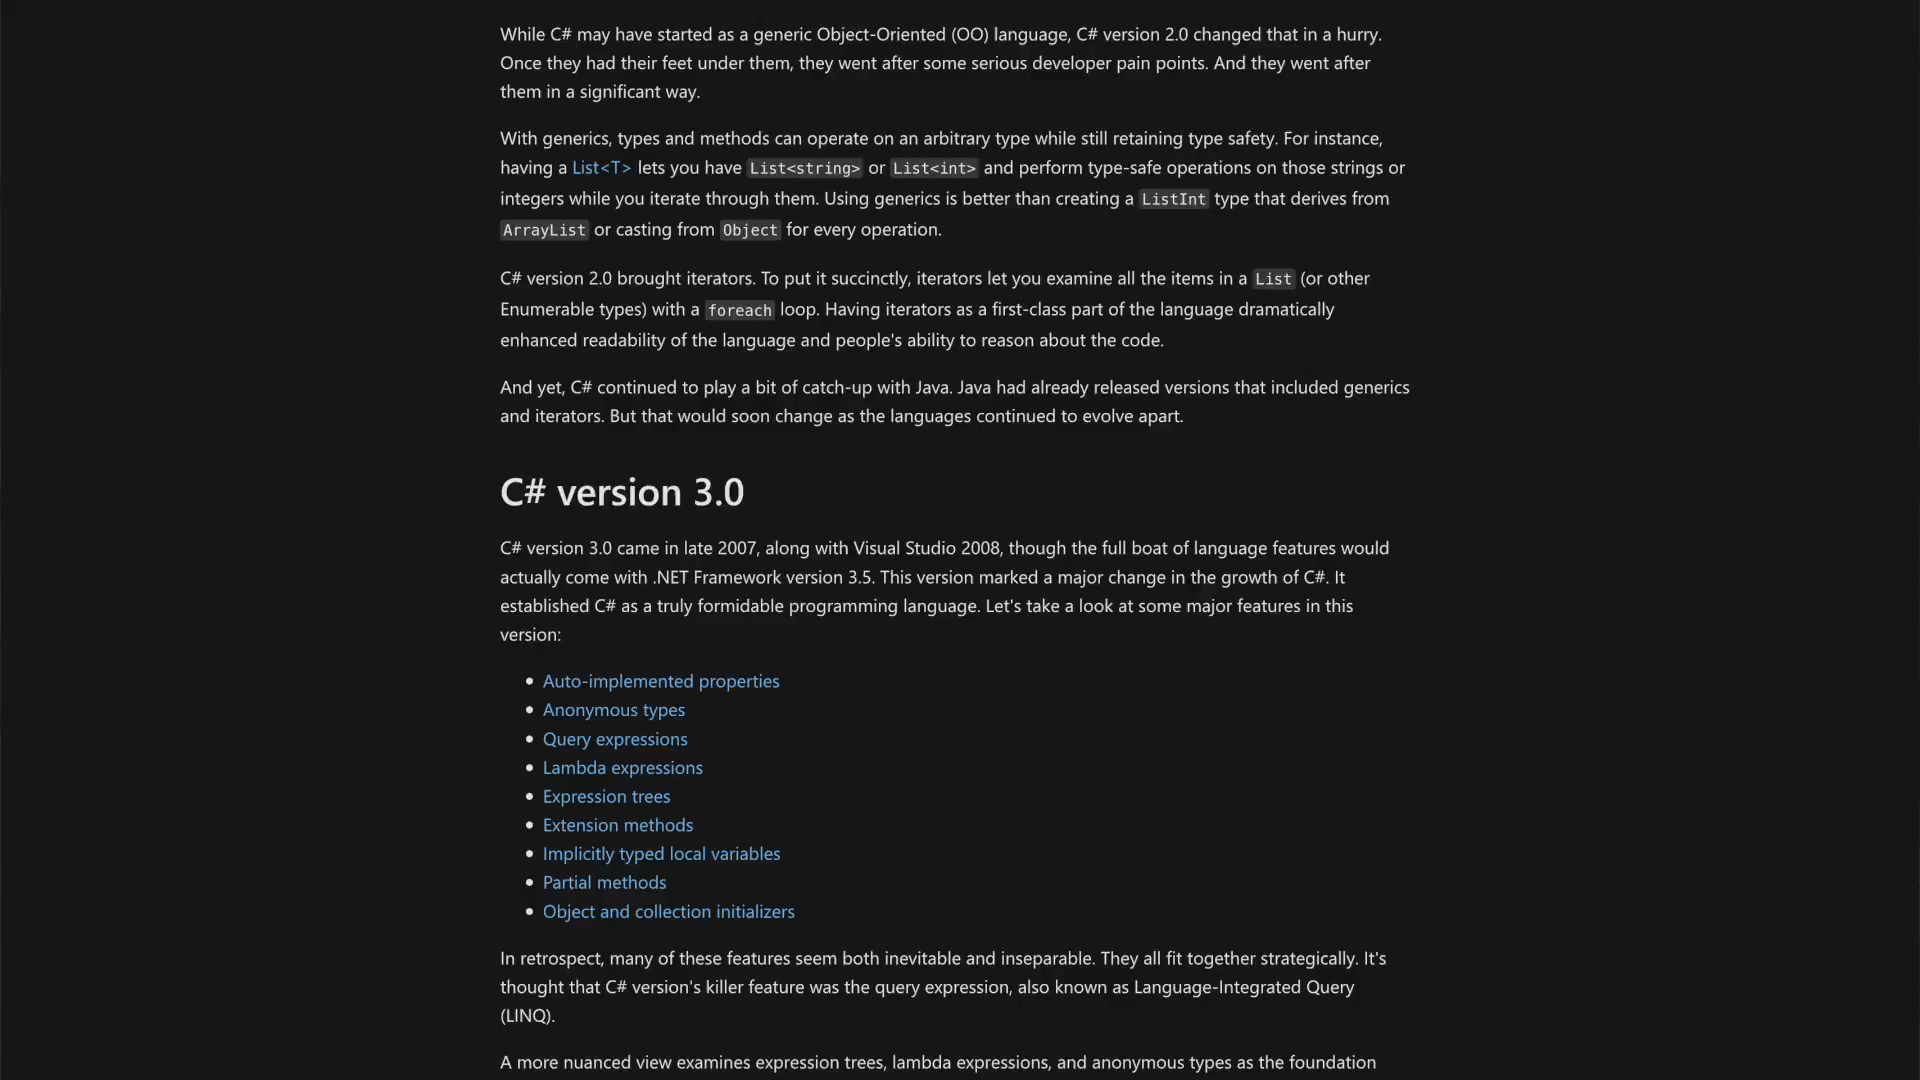 While C# may have started as a generic Object-Oriented (OO) language, C# version 2.0 changed that in a hurry.
Once they had their feet under them, they went after some serious developer pain points. And they went after
them in a significant way.
With generics, types and methods can operate on an arbitrary type while still retaining type safety. For instance,
having a List<T> lets you have List<string> or List<int> and perform type-safe operations on those strings or
integers while you iterate through them. Using generics is better than creating a ListInt type that derives from
ArrayList or casting from Object for every operation.
C# version 2.0 brought iterators. To put it succinctly, iterators let you examine all the items in a List (or other
Enumerable types) with a foreach loop. Having iterators as a first-class part of the language dramatically
enhanced readability of the language and people's ability to reason about the code.
And yet, C# continued to play a bit of catch-up with Java. Java had already released versions that included generics
and iterators. But that would soon change as the languages continued to evolve apart.
C# version 3.0
C# version 3.0 came in late 2007, along with Visual Studio 2008, though the full boat of language features would
actually come with .NET Framework version 3.5. This version marked a major change in the growth of C#. It
established C# as a truly formidable programming language. Let's take a look at some major features in this
version:
• Auto-implemented properties
• Anonymous types
• Query expressions
• Lambda expressions
• Expression trees
• Extension methods
• Implicitly typed local variables
• Partial methods
• Object and collection initializers
In retrospect, many of these features seem both inevitable and inseparable. They all fit together strategically. It's
thought that C# version's killer feature was the query expression, also known as Language-Integrated Query
(LINQ).
A more nuanced view examines expression trees, lambda expressions, and anonymous types as the foundation